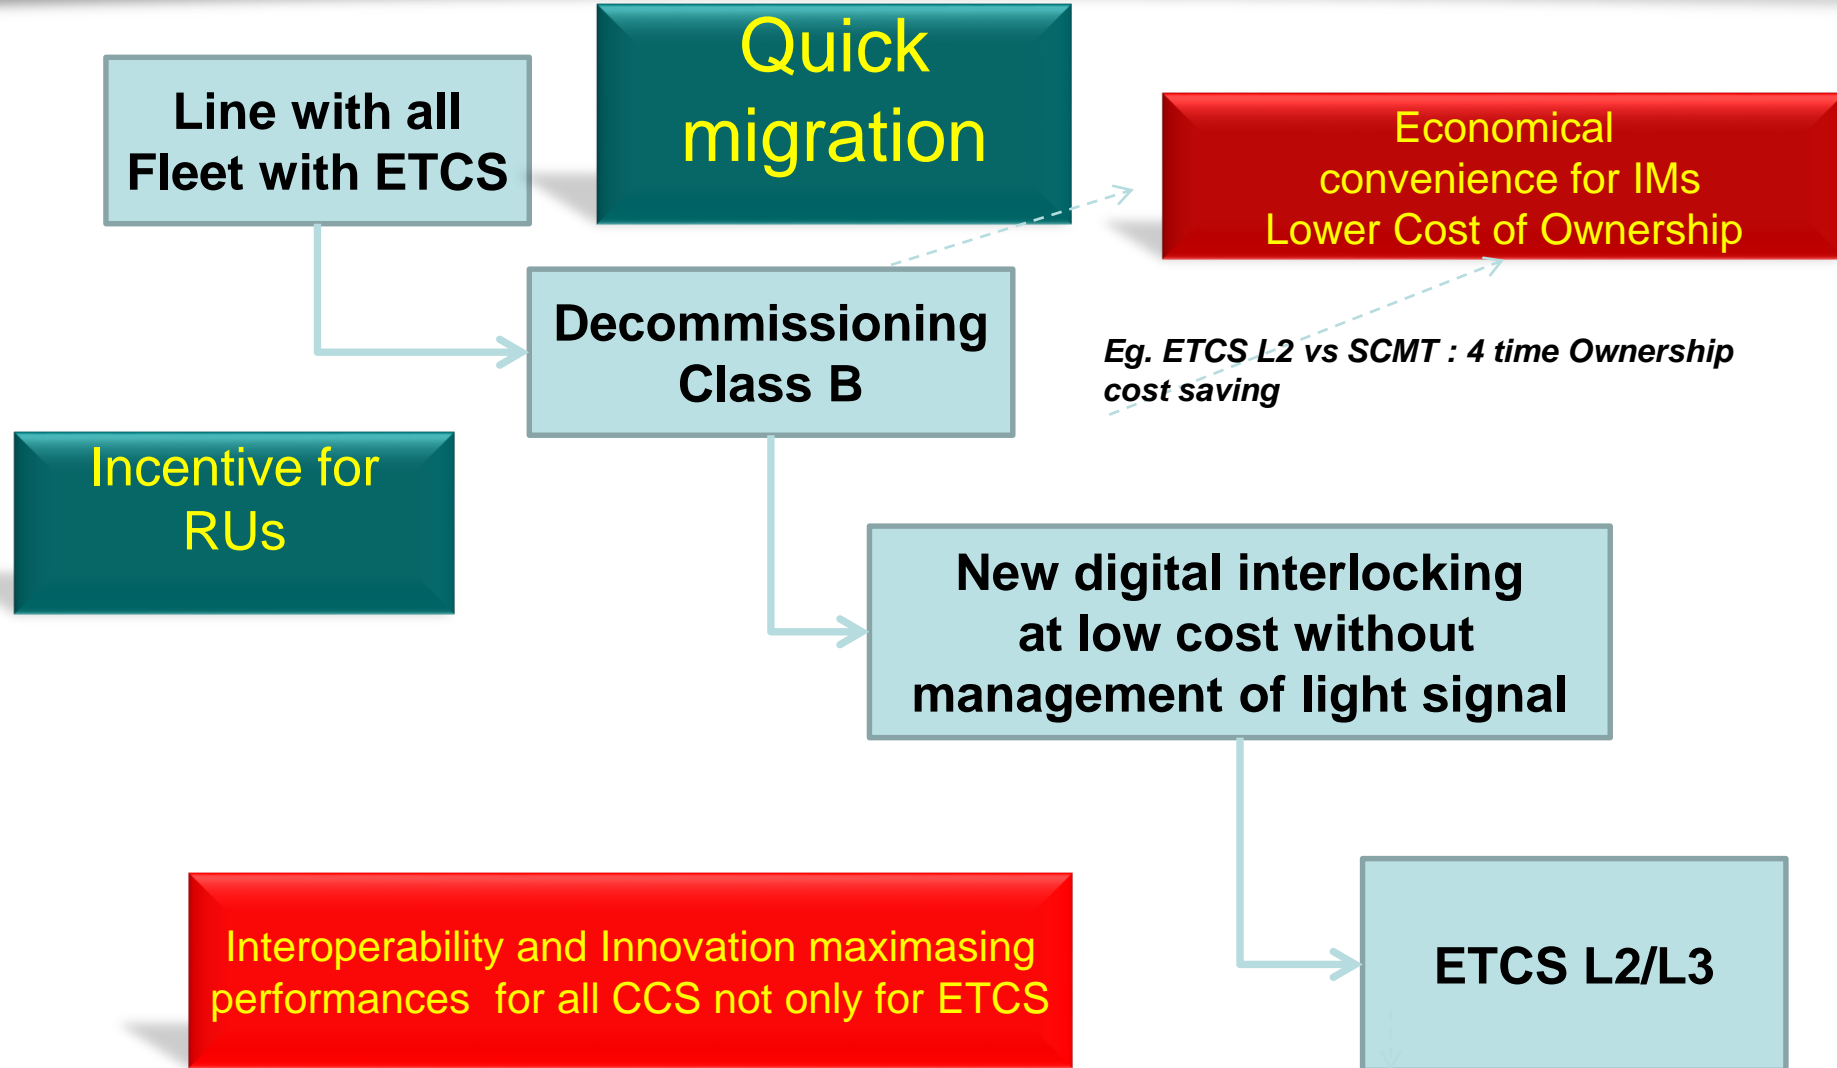 Quick
migration
Line with all
Fleet with ETCS
Economical
convenience for IMs
Lower Cost of Ownership
Decommissioning
Class B
Eg. ETCS L2 vs SCMT : 4 time Ownership
cost saving
Incentive for
RUs
New digital interlocking
at low cost without
management of light signal
Interoperability and Innovation maximasing
performances for all CCS not only for ETCS
ETCS L2/L3